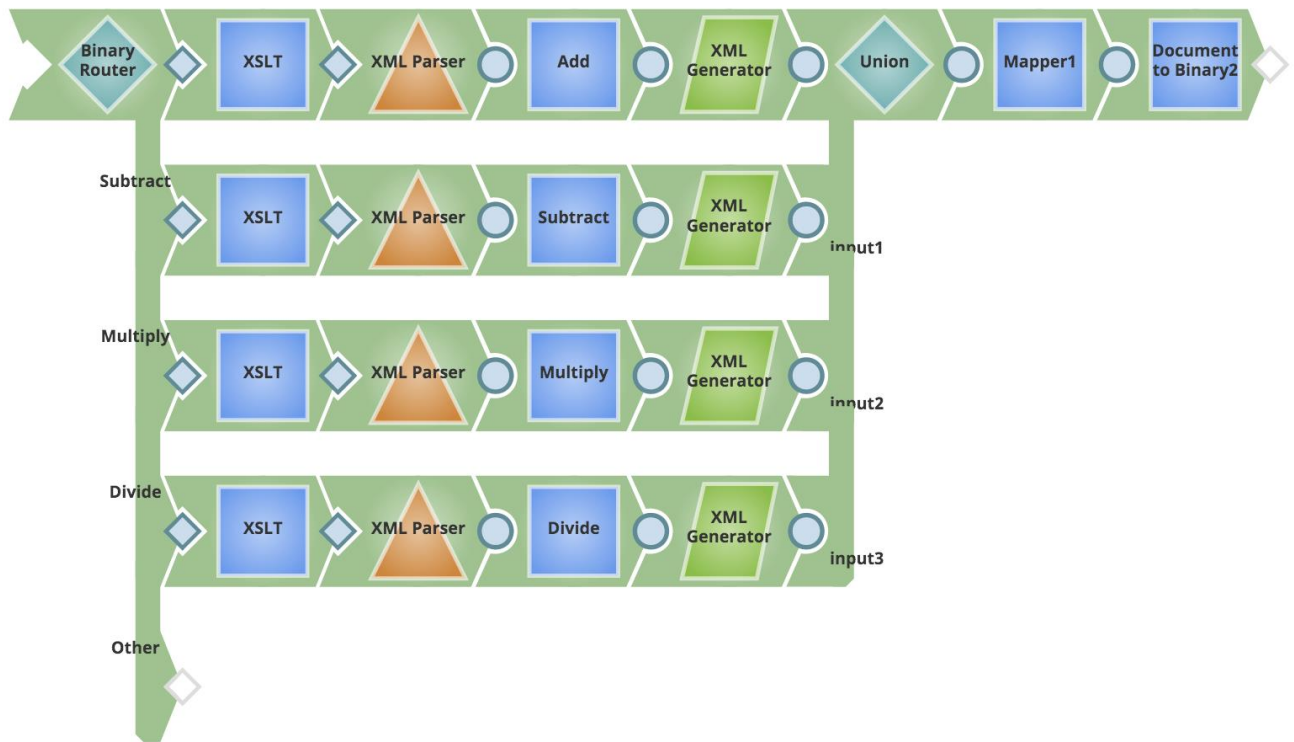 Binary
Router
XSLT
XML Parser
Add
XML
Generator
Union
Mapper1
Document
to Binary2
Subtract
XSLT
XML Parser
Subtract
XML
Generator
input1
Multiply
XSLT
XML Parser
Multiply
XML
Generator
input2
Divide
XSLT
XML Parser
Divide
XML
Generator
input3
Other